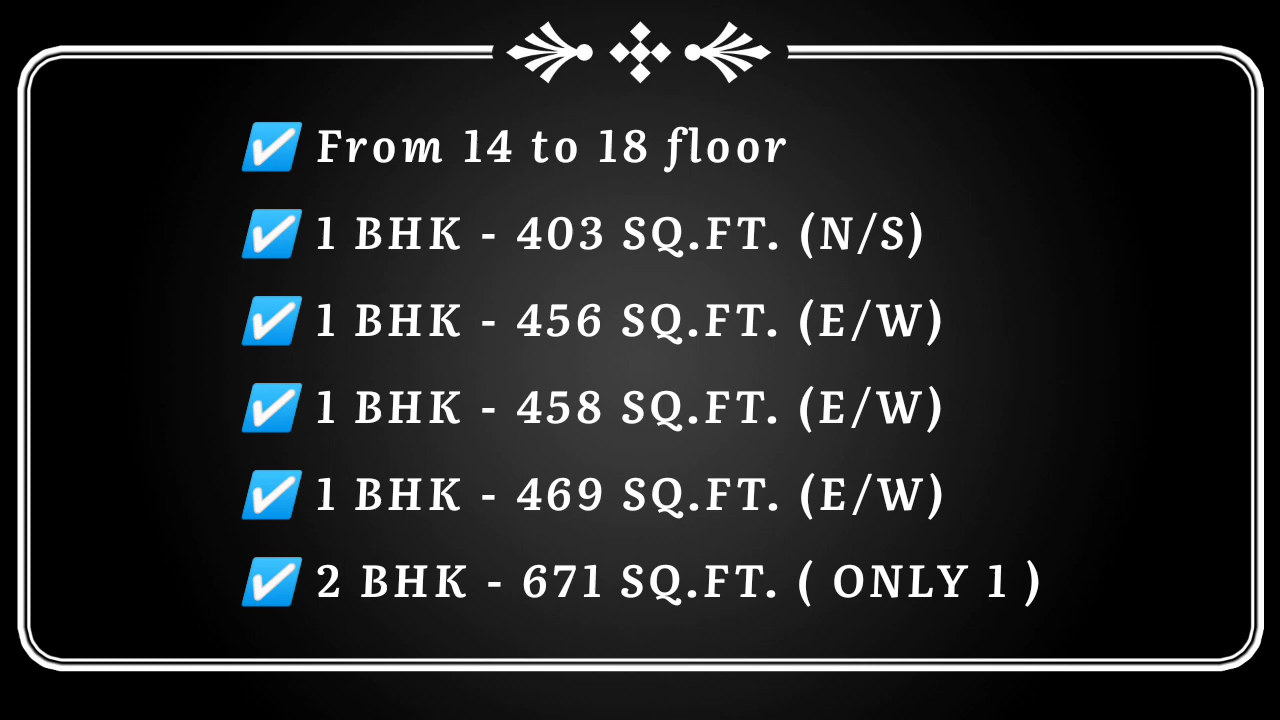 ☑ From 14 to 18 floor
☑ 1 BHK - 403 SQ.FT. (N/S)
☑ 1 BHK - 456 SQ.FT. (E/W)
☑ 1 BHK - 458 SQ.FT. (E/W)
☑ 1 BHK - 469 SQ.FT. (E/W)
☑ 2 BHK - 671 SQ.FT. ( ONLY 1 )